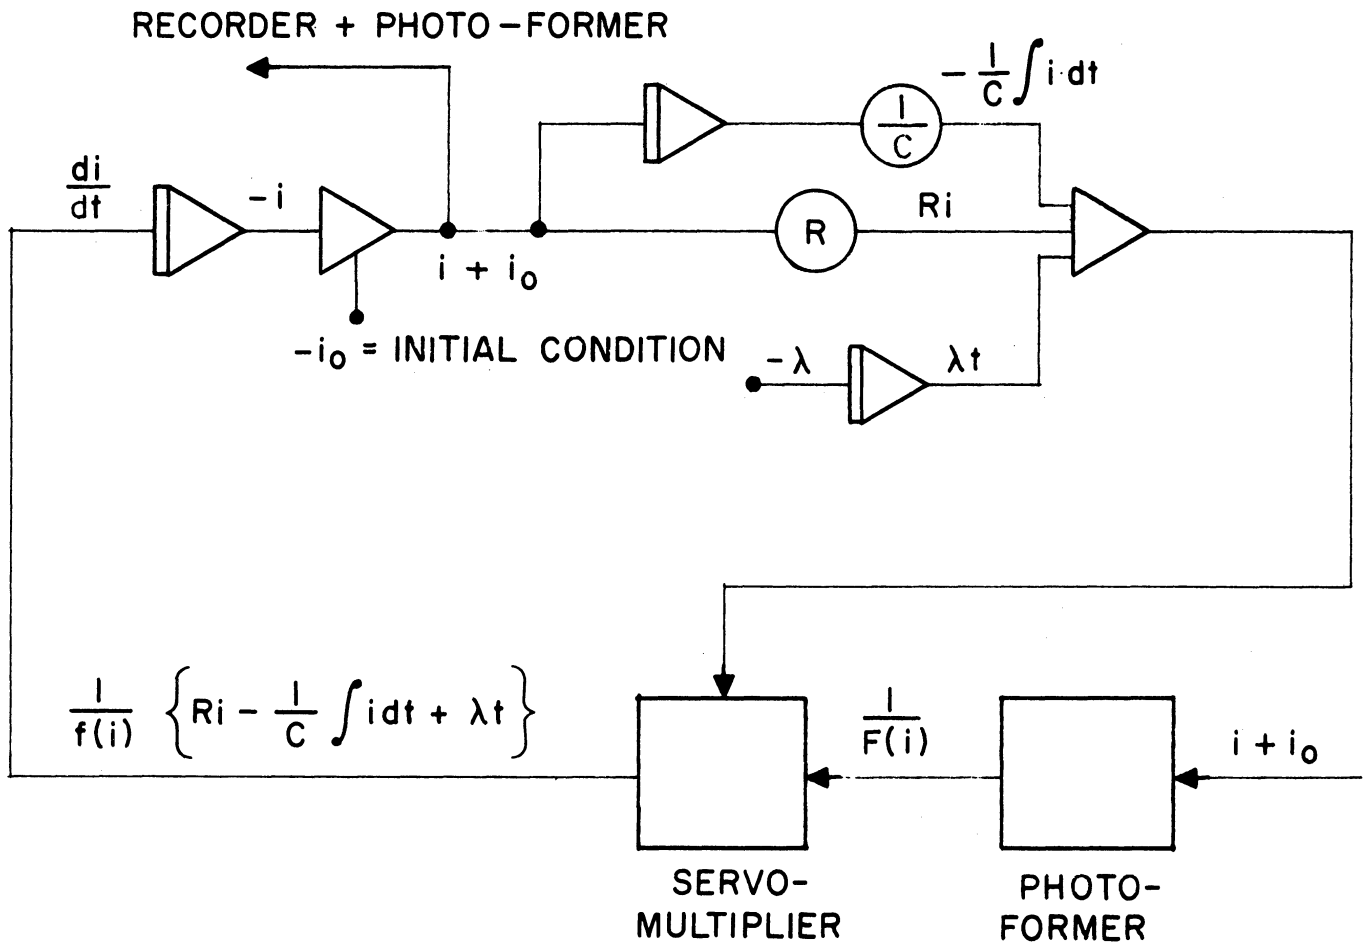 RECORDER + PHOTO-FORMER
- 1/C ∫ i dt
1/C
di/dt
-i
Ri
R
i + i₀
-i₀ = INITIAL CONDITION
-λ
λt
1/f(i) {Ri - 1/C ∫ idt + λt}
1/F(i)
i + i₀
SERVO-
MULTIPLIER
PHOTO-
FORMER